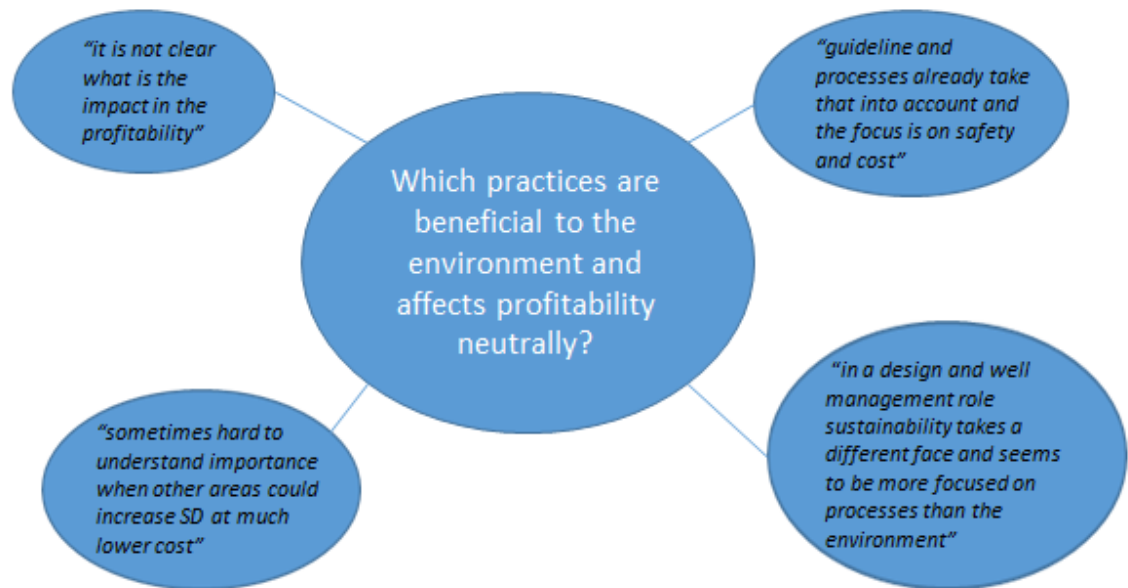 “it is not clear
what is the
impact in the
profitability”
“guideline and
processes already take
that into account and
the focus is on safety
and cost”
Which practices are
beneficial to the
environment and
affects profitability
neutrally?
“sometimes hard to
understand importance
when other areas could
increase SD at much
lower cost”
“in a design and well
management role
sustainability takes a
different face and seems
to be more focused on
processes than the
environment”